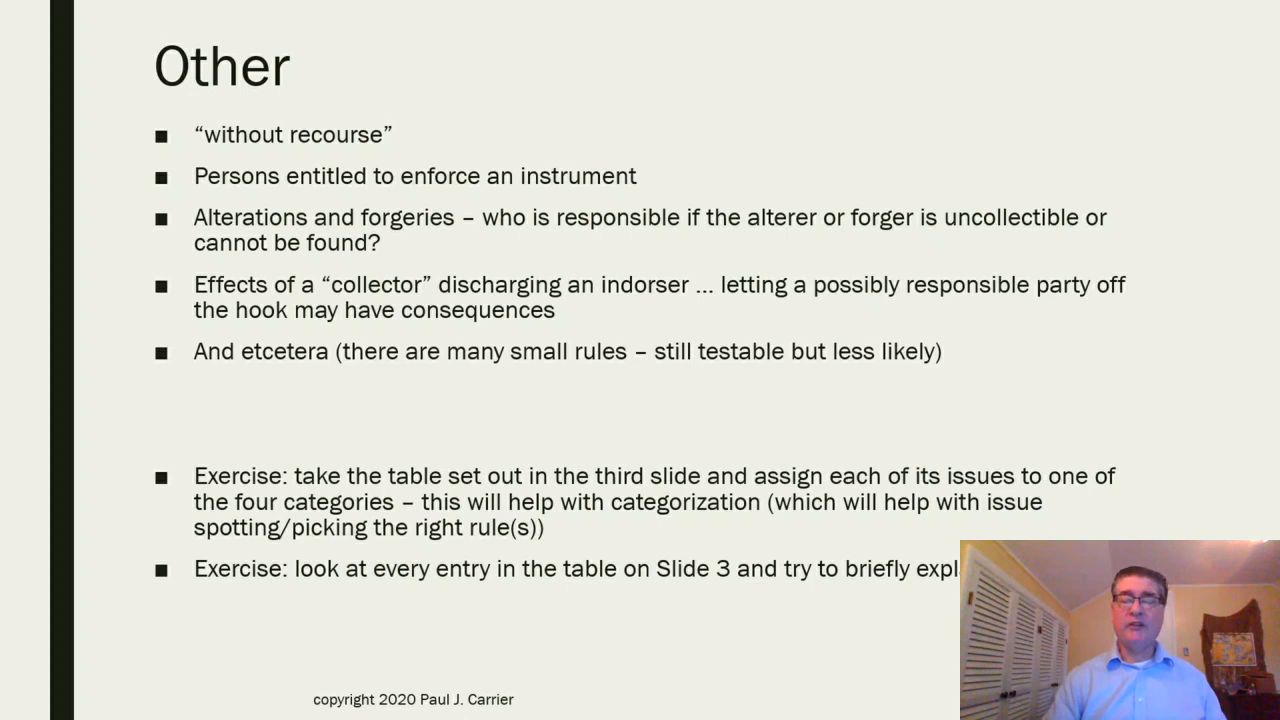 Other
■ “without recourse”
■ Persons entitled to enforce an instrument
■ Alterations and forgeries – who is responsible if the alterer or forger is uncollectible or
cannot be found?
■ Effects of a “collector” discharging an indorser ... letting a possibly responsible party off
the hook may have consequences
■ And etcetera (there are many small rules – still testable but less likely)
■ Exercise: take the table set out in the third slide and assign each of its issues to one of
the four categories – this will help with categorization (which will help with issue
spotting/picking the right rule(s))
■ Exercise: look at every entry in the table on Slide 3 and try to briefly
copyright 2020 Paul J. Carrier